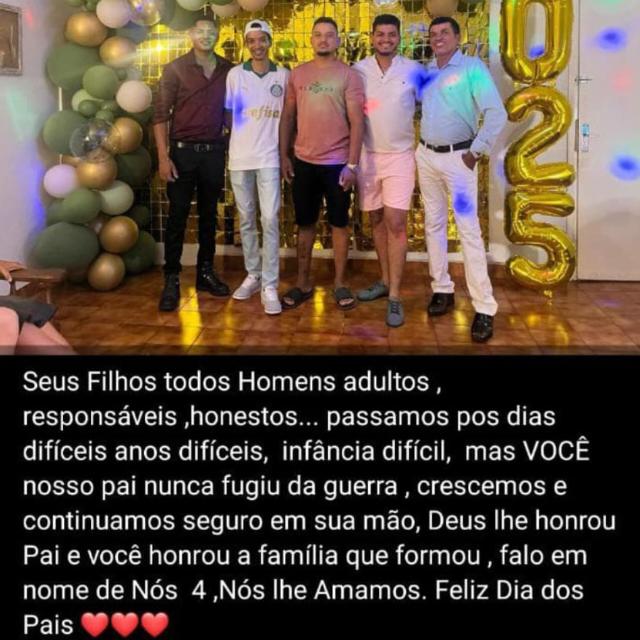 025
efisa
Seus Filhos todos Homens adultos ,
responsáveis ,honestos... passamos pos dias
difíceis anos difíceis,  infância difícil,  mas VOCÊ
nosso pai nunca fugiu da guerra , crescemos e
continuamos seguro em sua mão, Deus lhe honrou
Pai e você honrou a família que formou , falo em
nome de Nós  4 ,Nós lhe Amamos. Feliz Dia dos
Pais ❤️❤️❤️